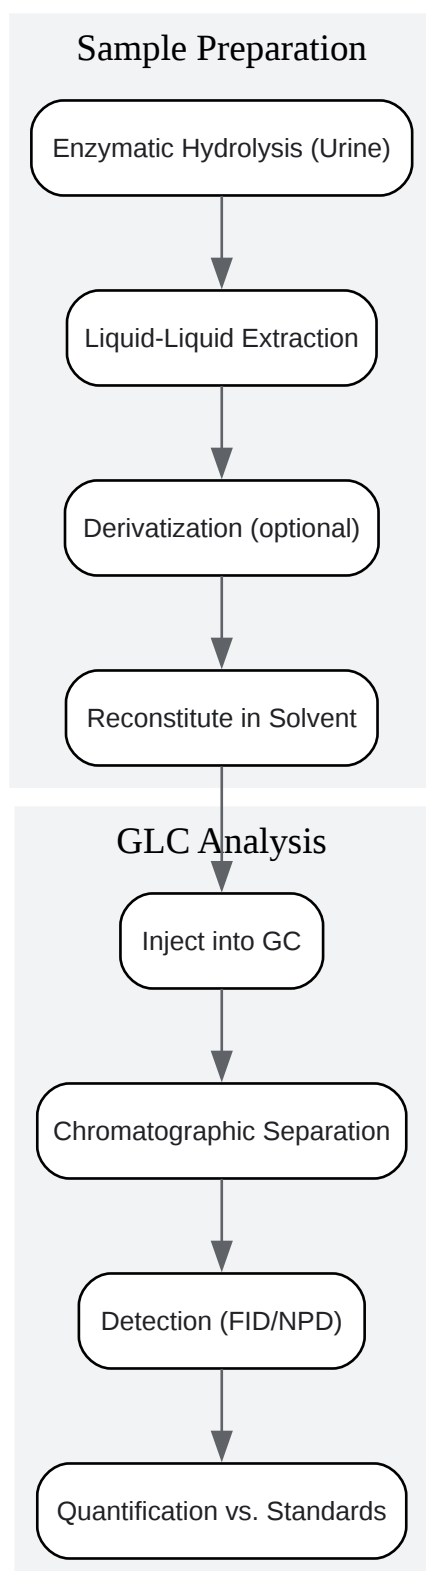 Sample Preparation
Enzymatic Hydrolysis (Urine)
Liquid-Liquid Extraction
Derivatization (optional)
Reconstitute in Solvent
GLC Analysis
Inject into GC
Chromatographic Separation
Detection (FID/NPD)
Quantification vs. Standards